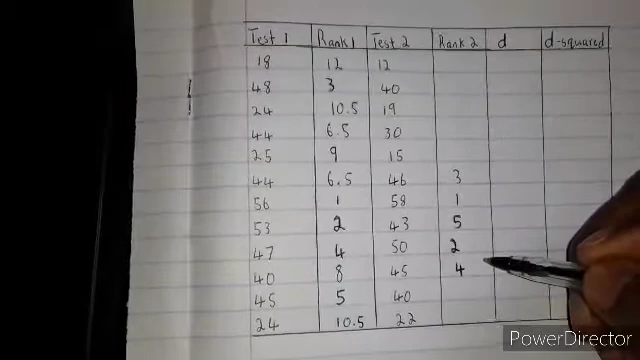 Test 1 Rank 1 Test 2 Rank 2 d d-squared
18 12 12
48 3 40
24 10.5 19
44 6.5 30
25 9 15
44 6.5 46 3
56 1 58 1
53 2 43 5
47 4 50 2
40 8 45 4
45 5 40
24 10.5 22
PowerDirector